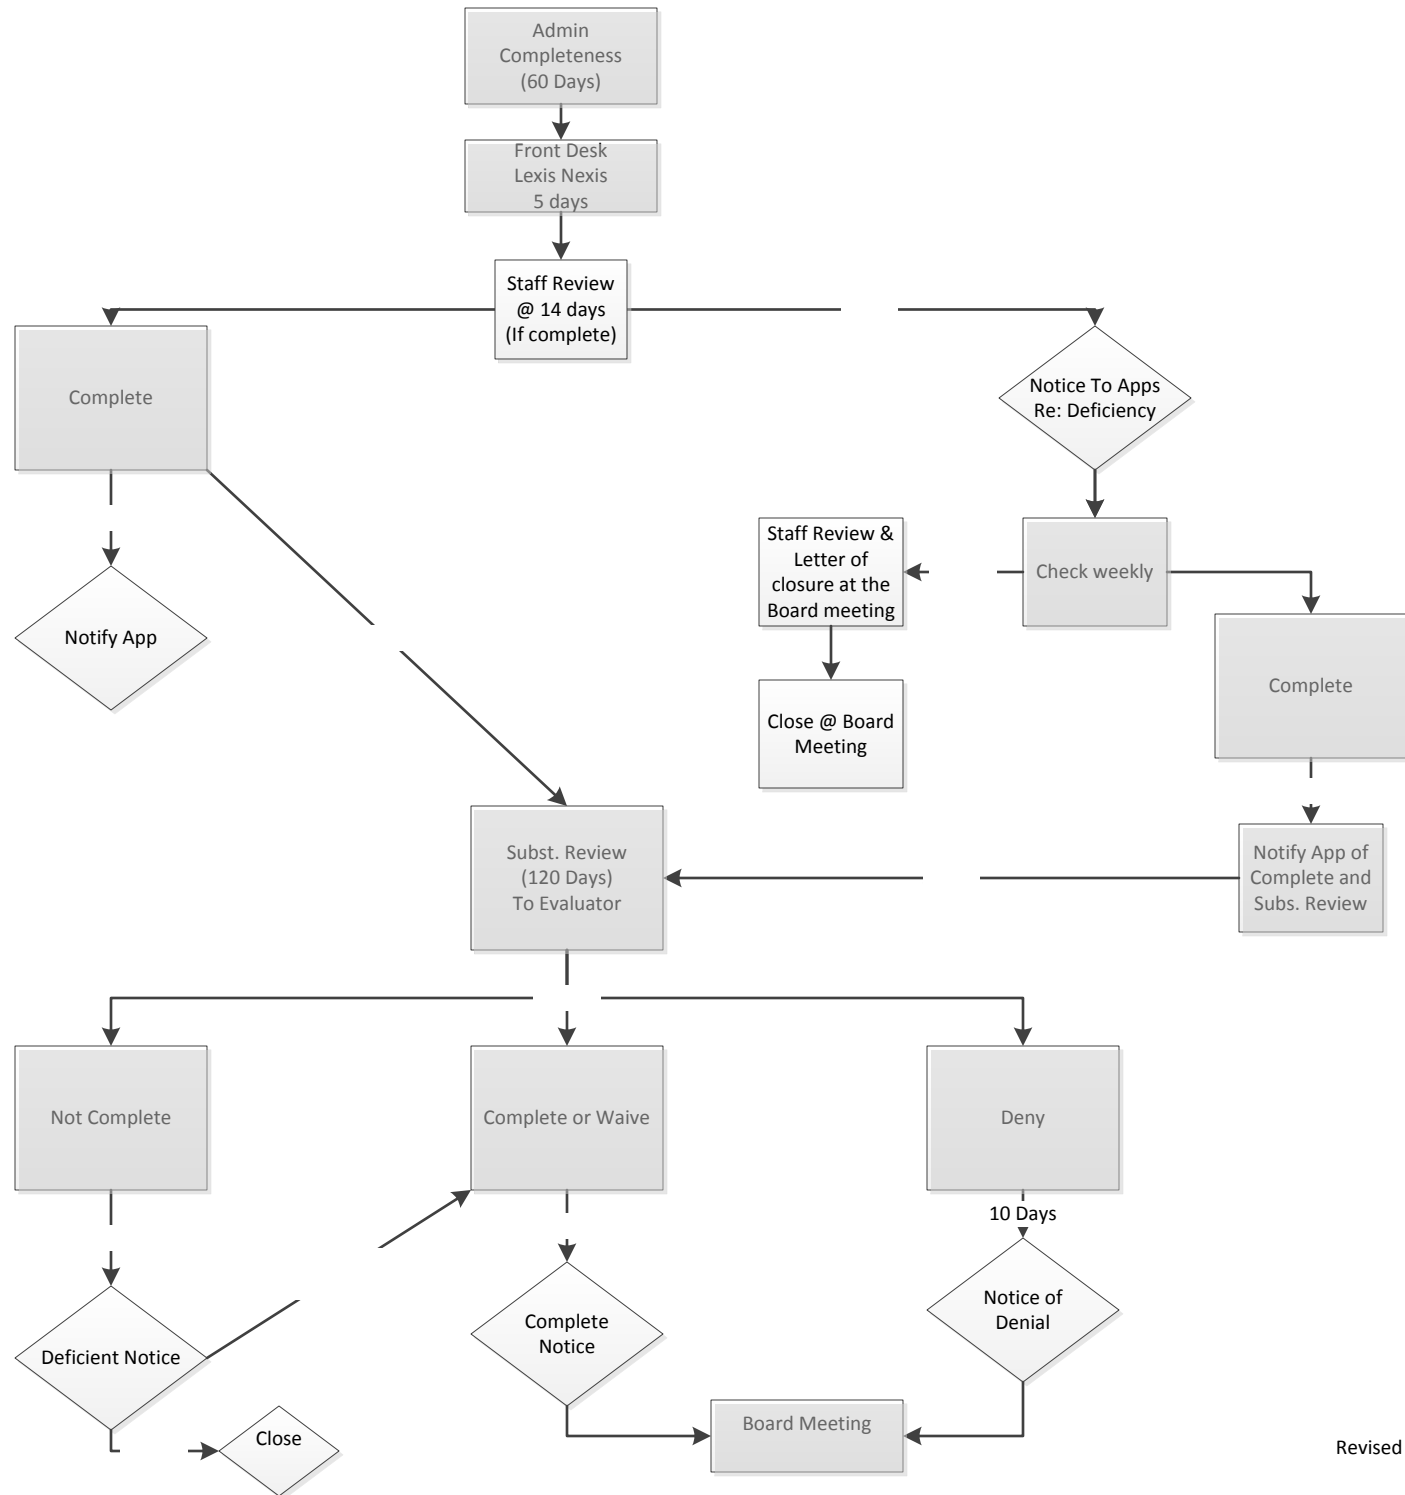 Admin
Completeness
(60 Days)
Front Desk
Lexis Nexis
5 days
Staff Review
@ 14 days
(If complete)
Complete
Notice To Apps
Re: Deficiency
Staff Review &
Letter of
closure at the
Board meeting
Check weekly
Notify App
Complete
Close @ Board
Meeting
Subst. Review
(120 Days)
To Evaluator
Notify App of
Complete and
Subs. Review
Not Complete
Complete or Waive
Deny
10 Days
Deficient Notice
Complete
Notice
Notice of
Denial
Close
Board Meeting
Revised